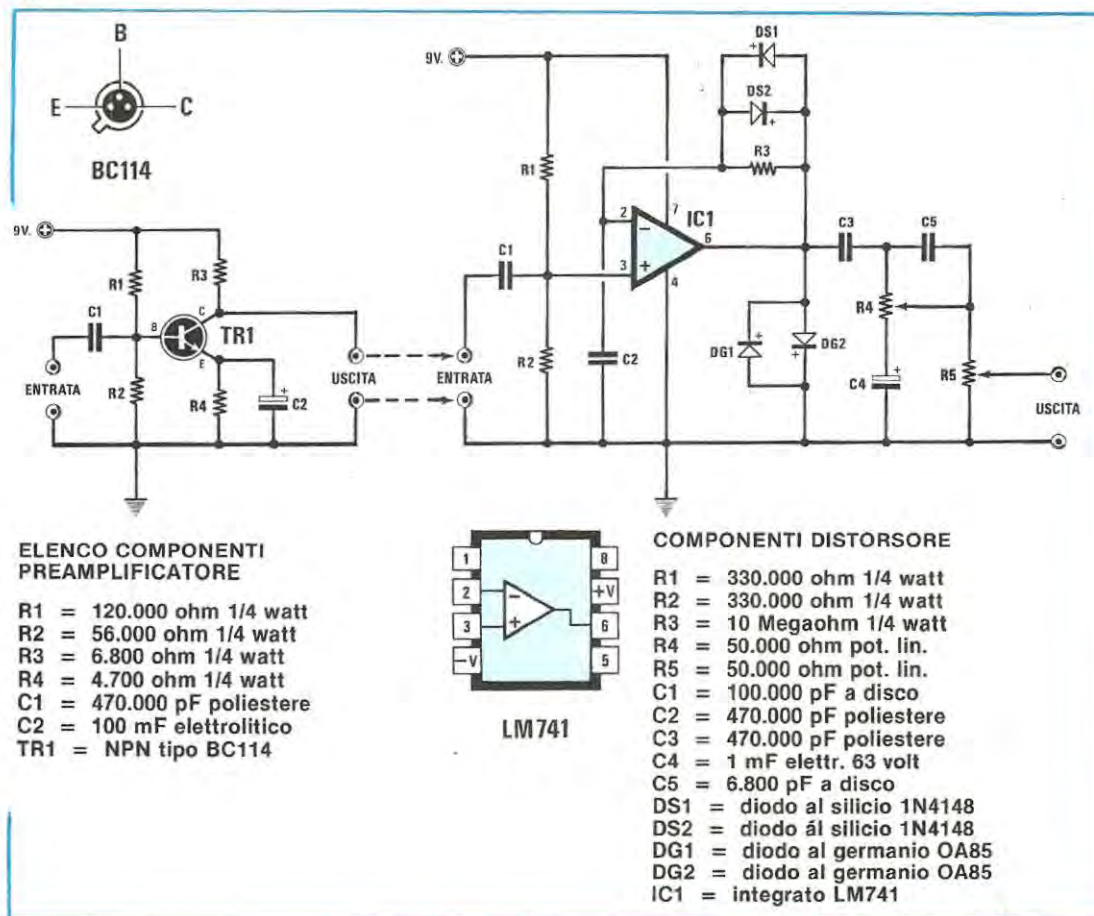 B
E
C
BC114
9V.
R1
R3
C1
B
C
TR1
E
ENTRATA
R2
R4
C2
+
USCITA
ENTRATA
9V.
DS1
+
DS2
+
R1
R3
2
7
IC1
6
3
4
−
+
C1
R2
C2
C3
C5
R4
DG1
+
DG2
+
C4
+
R5
USCITA
ELENCO COMPONENTI
PREAMPLIFICATORE
R1 = 120.000 ohm 1/4 watt
R2 = 56.000 ohm 1/4 watt
R3 = 6.800 ohm 1/4 watt
R4 = 4.700 ohm 1/4 watt
C1 = 470.000 pF poliestere
C2 = 100 mF elettrolitico
TR1 = NPN tipo BC114
1
8
2
+V
3
6
−V
5
−
+
LM741
COMPONENTI DISTORSORE
R1 = 330.000 ohm 1/4 watt
R2 = 330.000 ohm 1/4 watt
R3 = 10 Megaohm 1/4 watt
R4 = 50.000 ohm pot. lin.
R5 = 50.000 ohm pot. lin.
C1 = 100.000 pF a disco
C2 = 470.000 pF poliestere
C3 = 470.000 pF poliestere
C4 = 1 mF elettr. 63 volt
C5 = 6.800 pF a disco
DS1 = diodo al silicio 1N4148
DS2 = diodo ál silicio 1N4148
DG1 = diodo al germanio OA85
DG2 = diodo al germanio OA85
IC1 = integrato LM741